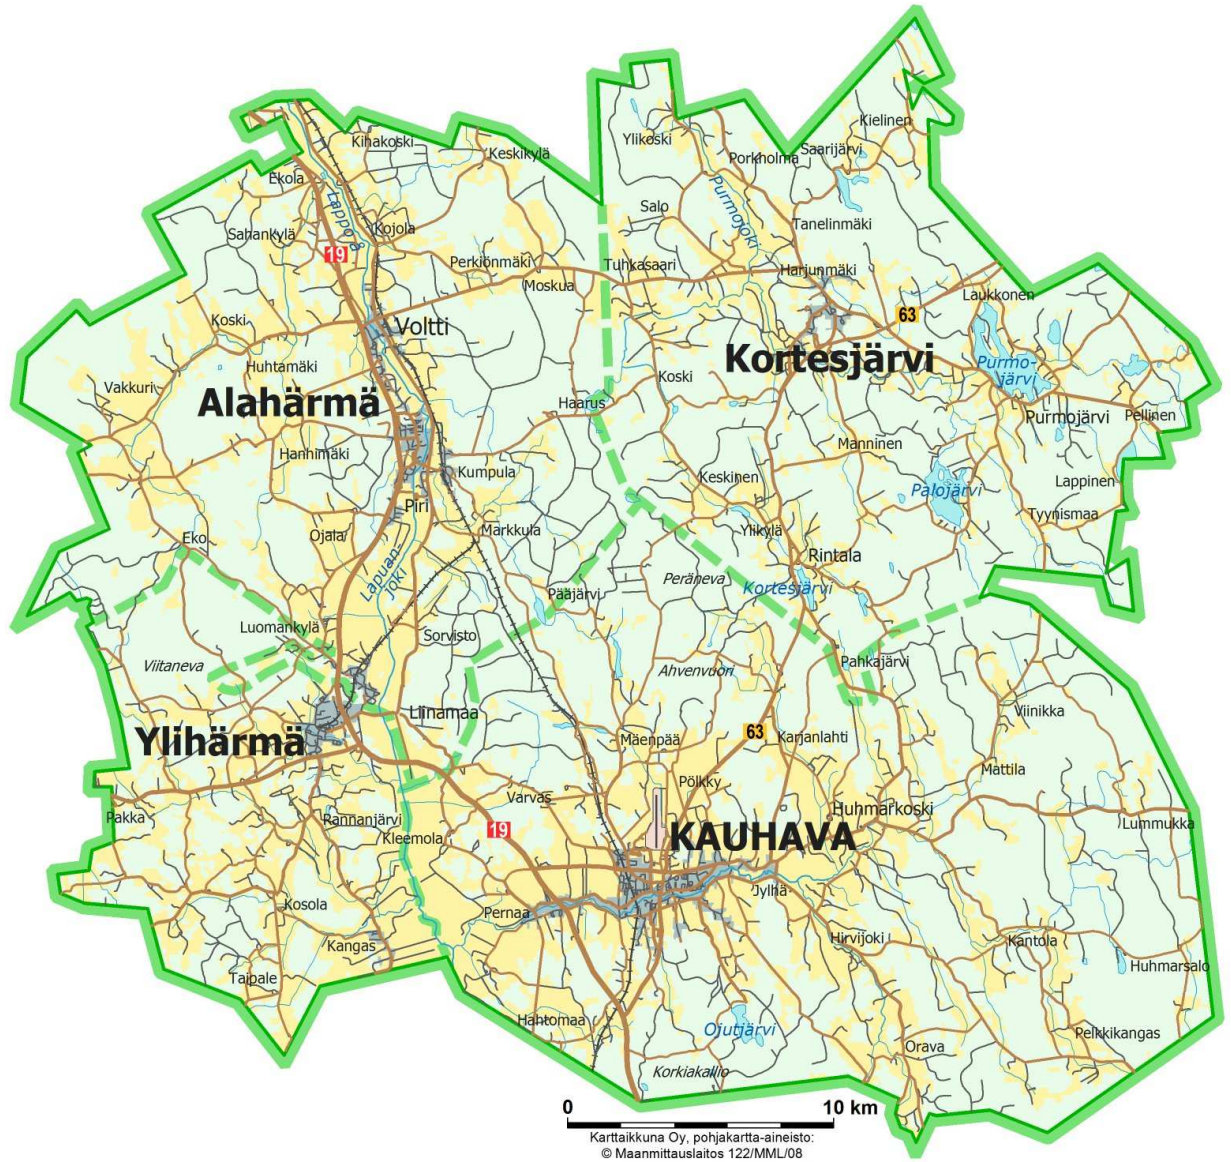 Kielinen
Kihakoski
Ylikoski
Saarijärvi
Keskikylä
Porkholma
Ekola
Purmojoki
Lappo å
Salo
Tanelinmäki
Sahankylä
Kojola
19
Perkiönmäki
Tuhkasaari
Harjunmäki
Moskua
Laukkonen
Koski
Voltti
63
Kortesjärvi
Purmo-
järvi
Huhtamäki
Koski
Vakkuri
Alahärmä
Haarus
Purmojärvi
Pellinen
Manninen
Hanhimäki
Kumpula
Keskinen
Lappinen
Palojärvi
Piri
Tyynismaa
Markkula
Ylikylä
Ojala
Eko
Rintala
Lapuan-
joki
Peräneva
Kortesjärvi
Pääjärvi
Luomankylä
Sorvisto
Viitaneva
Pahkajärvi
Ahvenvuori
Liinamaa
Viinikka
Ylihärmä
63
Mäenpää
Karjanlahti
Mattila
Pölkky
Varvas
Huhmarkoski
Pakka
Rannanjärvi
Lummukka
19
KAUHAVA
Kleemola
Jylhä
Kosola
Pernaa
Kangas
Hirvijoki
Kantola
Huhmarsalo
Taipale
Hahtomaa
Ojutjärvi
Pelkkikangas
Orava
Korkiakallio
0 10 km
Karttaikkuna Oy, pohjakartta-aineisto:
© Maanmittauslaitos 122/MML/08